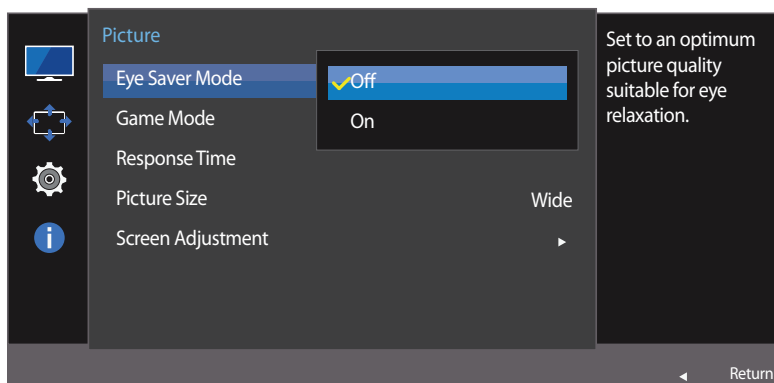 Picture
Eye Saver Mode
Off
Game Mode
On
Response Time
Picture Size
Wide
Screen Adjustment
Set to an optimum
picture quality
suitable for eye
relaxation.
Return